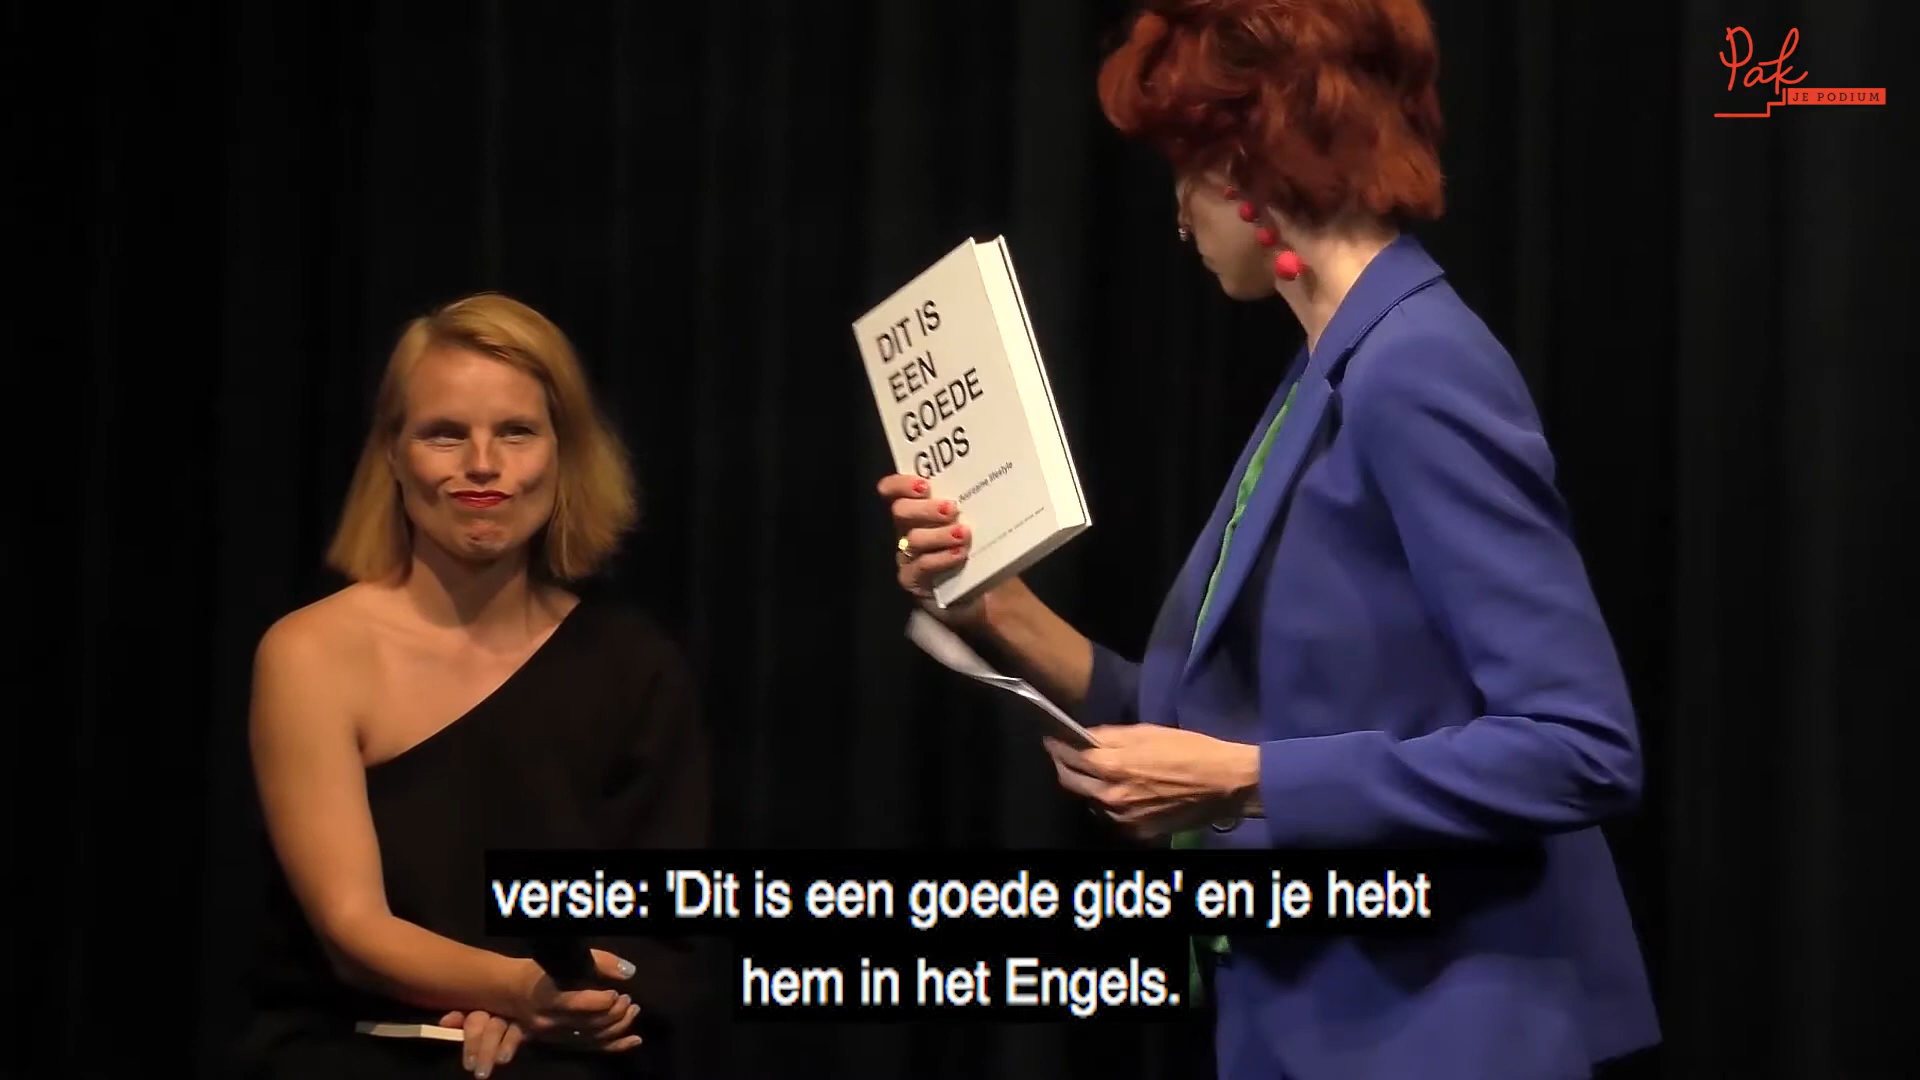 Pak
JE PODIUM
DIT IS
EEN
GOEDE
GIDS
lifestyle
versie: 'Dit is een goede gids' en je hebt
hem in het Engels.